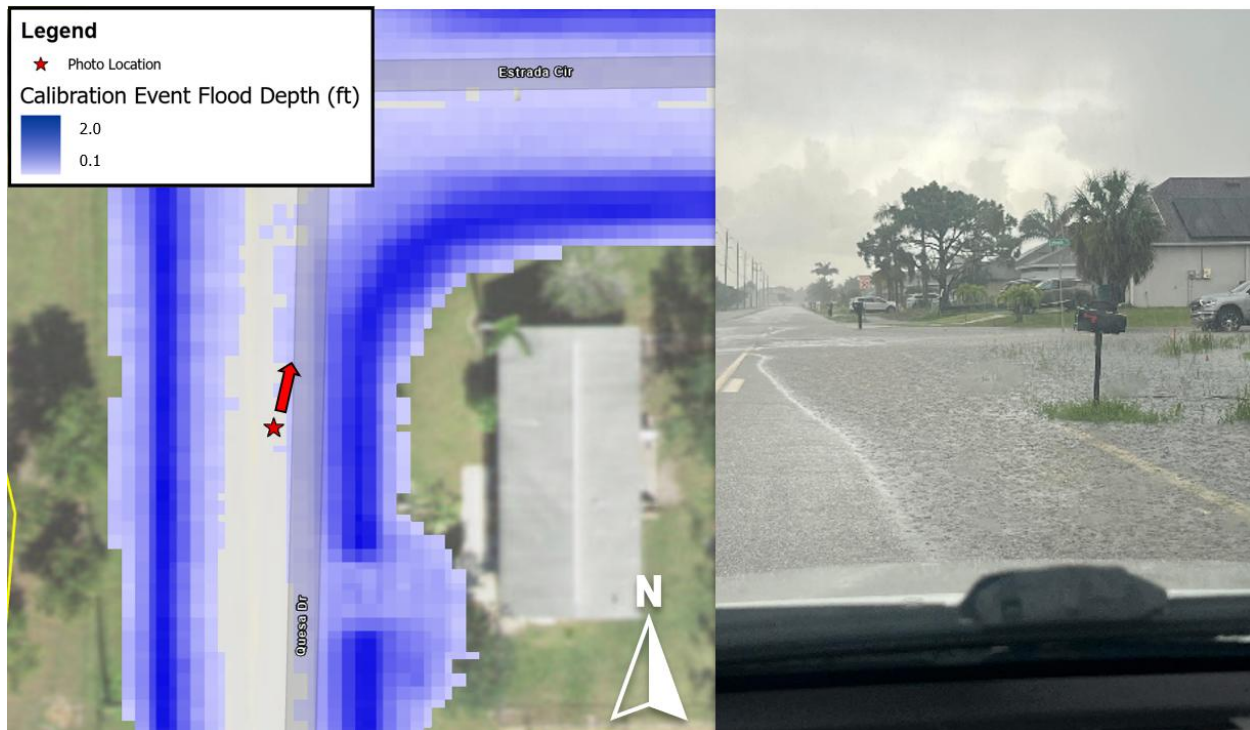 Legend
Photo Location
Calibration Event Flood Depth (ft)
2.0
0.1
Estrada Cir
Quesa Dr
N